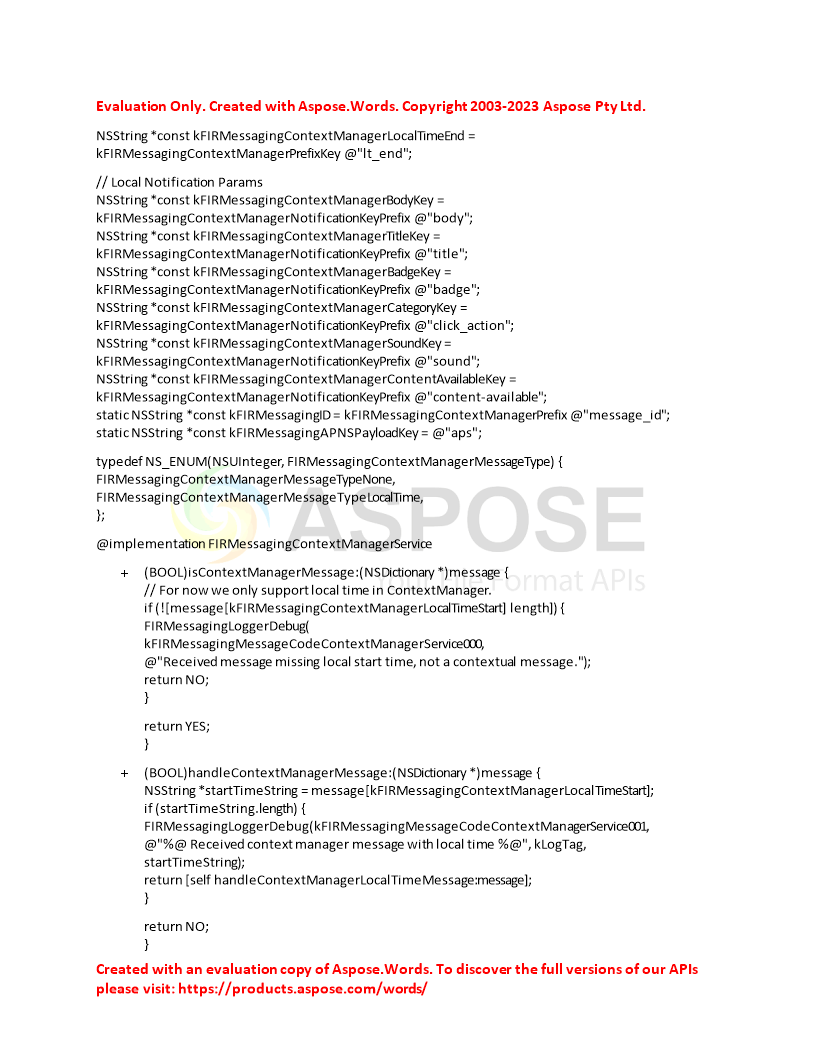 Evaluation Only. Created with Aspose.Words. Copyright 2003-2023 Aspose Pty Ltd.
NSString *const kFIRMessagingContextManagerLocalTimeEnd =
kFIRMessagingContextManagerPrefixKey @"lt_end";
// Local Notification Params
NSString *const kFIRMessagingContextManagerBodyKey =
kFIRMessagingContextManagerNotificationKeyPrefix @"body";
NSString *const kFIRMessagingContextManagerTitleKey =
kFIRMessagingContextManagerNotificationKeyPrefix @"title";
NSString *const kFIRMessagingContextManagerBadgeKey =
kFIRMessagingContextManagerNotificationKeyPrefix @"badge";
NSString *const kFIRMessagingContextManagerCategoryKey =
kFIRMessagingContextManagerNotificationKeyPrefix @"click_action";
NSString *const kFIRMessagingContextManagerSoundKey =
kFIRMessagingContextManagerNotificationKeyPrefix @"sound";
NSString *const kFIRMessagingContextManagerContentAvailableKey =
kFIRMessagingContextManagerNotificationKeyPrefix @"content-available";
static NSString *const kFIRMessagingID = kFIRMessagingContextManagerPrefix @"message_id";
static NSString *const kFIRMessagingAPNSPayloadKey = @"aps";
typedef NS_ENUM(NSUInteger, FIRMessagingContextManagerMessageType) {
FIRMessagingContextManagerMessageTypeNone,
FIRMessagingContextManagerMessageTypeLocalTime,
};
ASPOSE
@implementation FIRMessagingContextManagerService
+ (BOOL)isContextManagerMessage:(NSDictionary *)message {
Your File Format APIs
// For now we only support local time in ContextManager.
if (![message[kFIRMessagingContextManagerLocalTimeStart] length]) {
FIRMessagingLoggerDebug(
kFIRMessagingMessageCodeContextManagerService000,
@"Received message missing local start time, not a contextual message.");
return NO;
}
return YES;
}
+ (BOOL)handleContextManagerMessage:(NSDictionary *)message {
NSString *startTimeString = message[kFIRMessagingContextManagerLocalTimeStart];
if (startTimeString.length) {
FIRMessagingLoggerDebug(kFIRMessagingMessageCodeContextManagerService001,
@"%@ Received context manager message with local time %@", kLogTag,
startTimeString);
return [self handleContextManagerLocalTimeMessage:message];
}
return NO;
}
Created with an evaluation copy of Aspose.Words. To discover the full versions of our APIs
please visit: https://products.aspose.com/words/